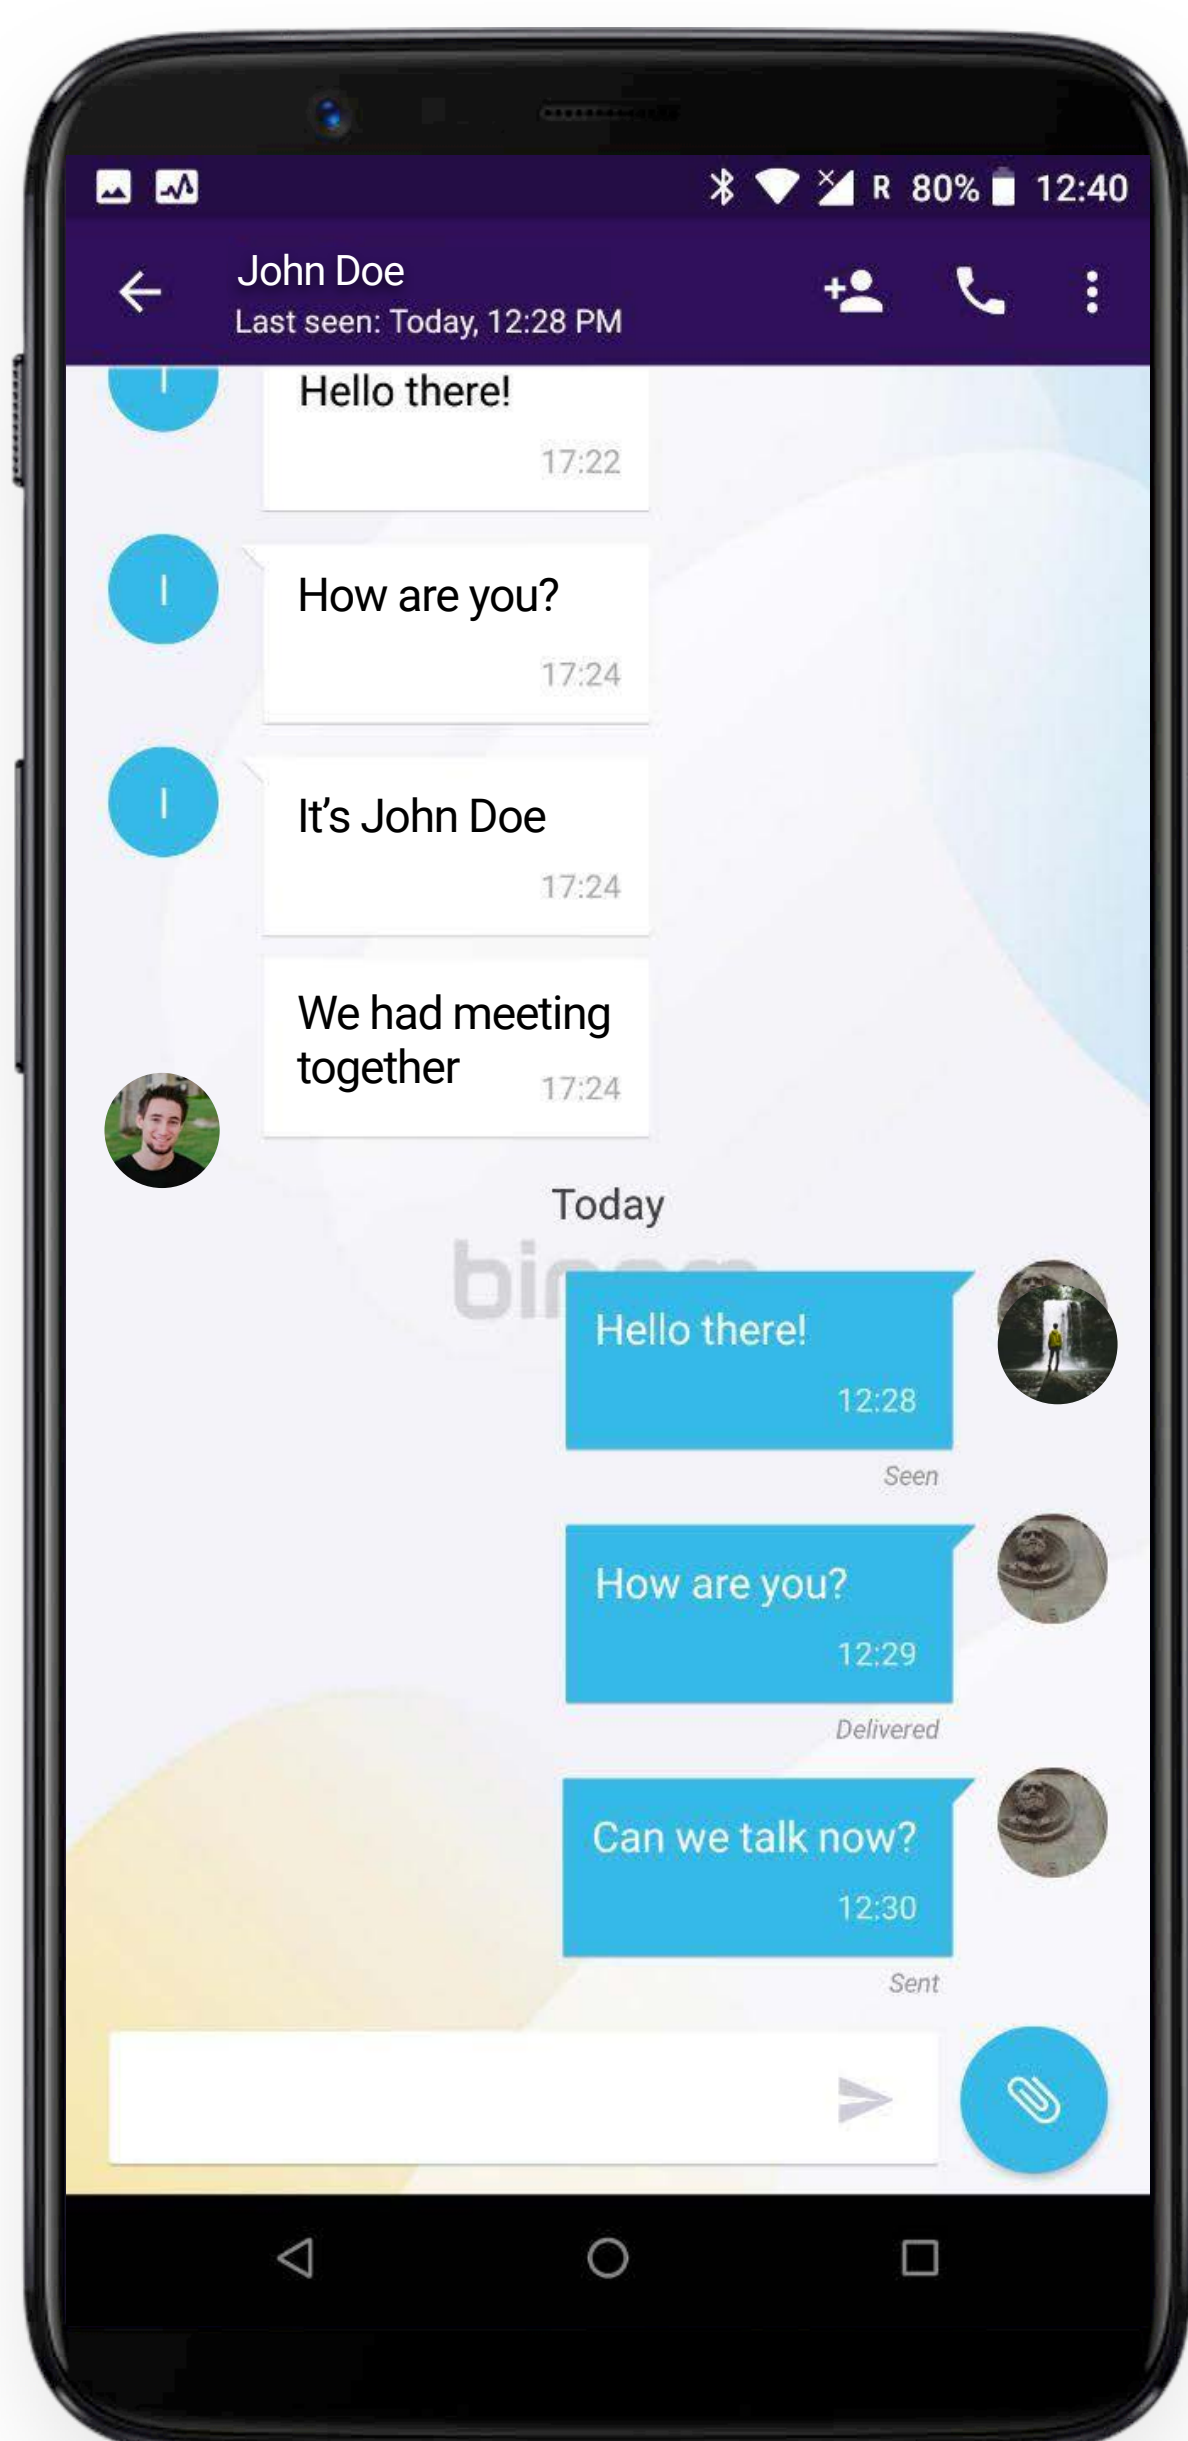 R 80% 12:40
John Doe
Last seen: Today, 12:28 PM
Hello there!
17:22
I
How are you?
17:24
I
It's John Doe
17:24
We had meeting
together
17:24
Today
Hello there!
12:28
Seen
How are you?
12:29
Delivered
Can we talk now?
12:30
Sent